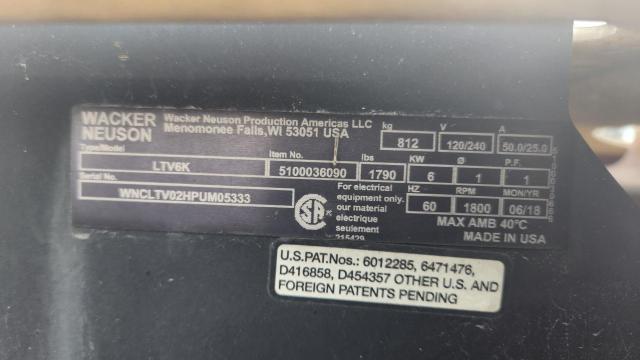 WACKER NEUSON
Wacker Neuson Production Americas LLC
Menomonee Falls, WI 53051 USA
kg 812
V 120/240
A 50.0/25.0
Type/Model LTV6K
Item No. 5100036090
lbs 1790
KW 6
Ø 1
P.F. 1
Serial No. WNCLTV02HPUM05333
HZ 60
RPM 1800
MON/YR 06/18
For electrical
equipment only.
our material
electrique
seulement
215429
MAX AMB 40°C
MADE IN USA
U.S.PAT.Nos.: 6012285, 6471476,
D416858, D454357 OTHER U.S. AND
FOREIGN PATENTS PENDING